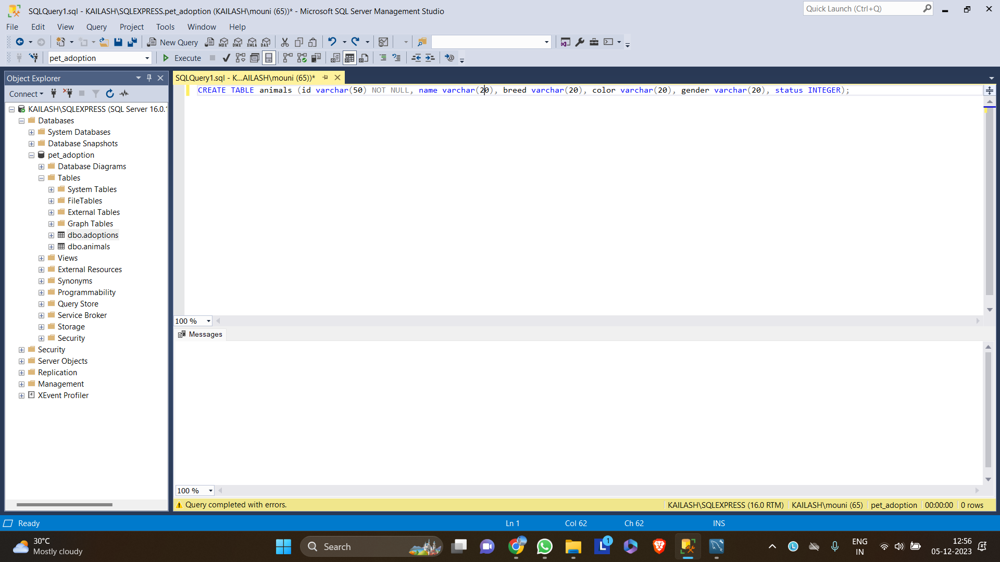 SQLQuery1.sql - KAILASH\SQLEXPRESS.pet_adoption (KAILASH\mouni (65))* - Microsoft SQL Server Management Studio
Quick Launch (Ctrl+Q)
File Edit View Query Project Tools Window Help
New Query MDX DMX XMLA DAX
pet_adoption Execute
Object Explorer
SQLQuery1.sql - K...AILASH\mouni (65))*
Connect
CREATE TABLE animals (id varchar(50) NOT NULL, name varchar(20), breed varchar(20), color varchar(20), gender varchar(20), status INTEGER);
KAILASH\SQLEXPRESS (SQL Server 16.0.1
Databases
System Databases
Database Snapshots
pet_adoption
Database Diagrams
Tables
System Tables
FileTables
External Tables
Graph Tables
dbo.adoptions
dbo.animals
Views
External Resources
Synonyms
Programmability
Query Store
Service Broker
Storage
Security
Security
Server Objects
Replication
Management
XEvent Profiler
100 %
Messages
100 %
Query completed with errors.
KAILASH\SQLEXPRESS (16.0 RTM) KAILASH\mouni (65) pet_adoption 00:00:00 0 rows
Ready Ln 1 Col 62 Ch 62 INS
30°C
Mostly cloudy
Search
L 1
L
ENG
IN
12:56
05-12-2023